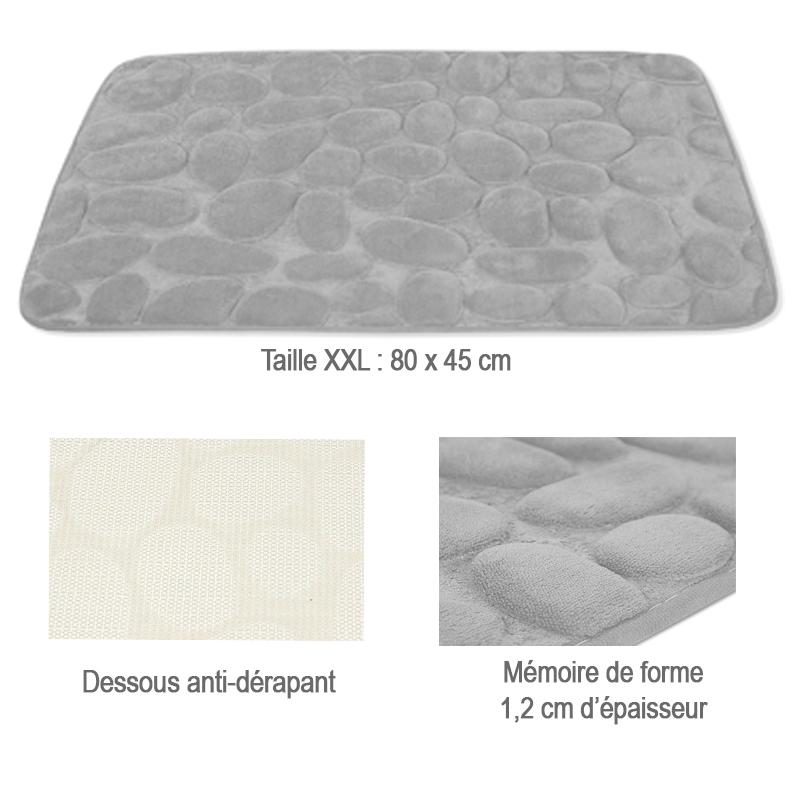 Taille XXL : 80 x 45 cm
Dessous anti-dérapant
Mémoire de forme
1,2 cm d’épaisseur